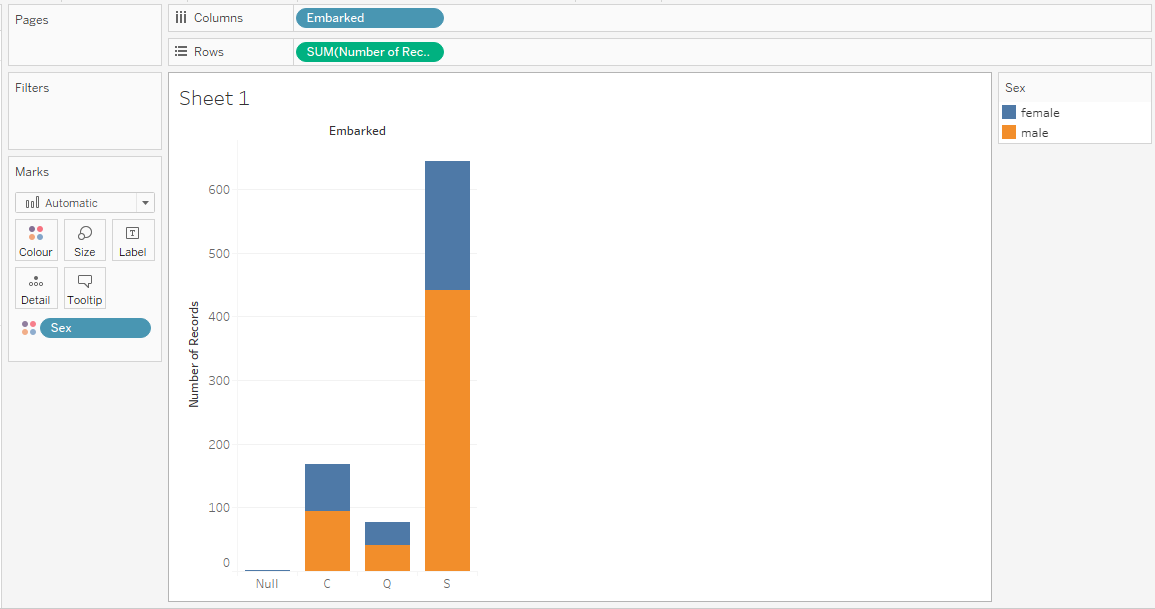 Pages
Filters
Marks
Automatic
Colour
Size
Label
Detail
Tooltip
Sex
Columns
Embarked
Rows
SUM(Number of Rec..
Sheet 1
Embarked
Number of Records
600
500
400
300
200
100
0
Null
C
Q
S
Sex
female
male